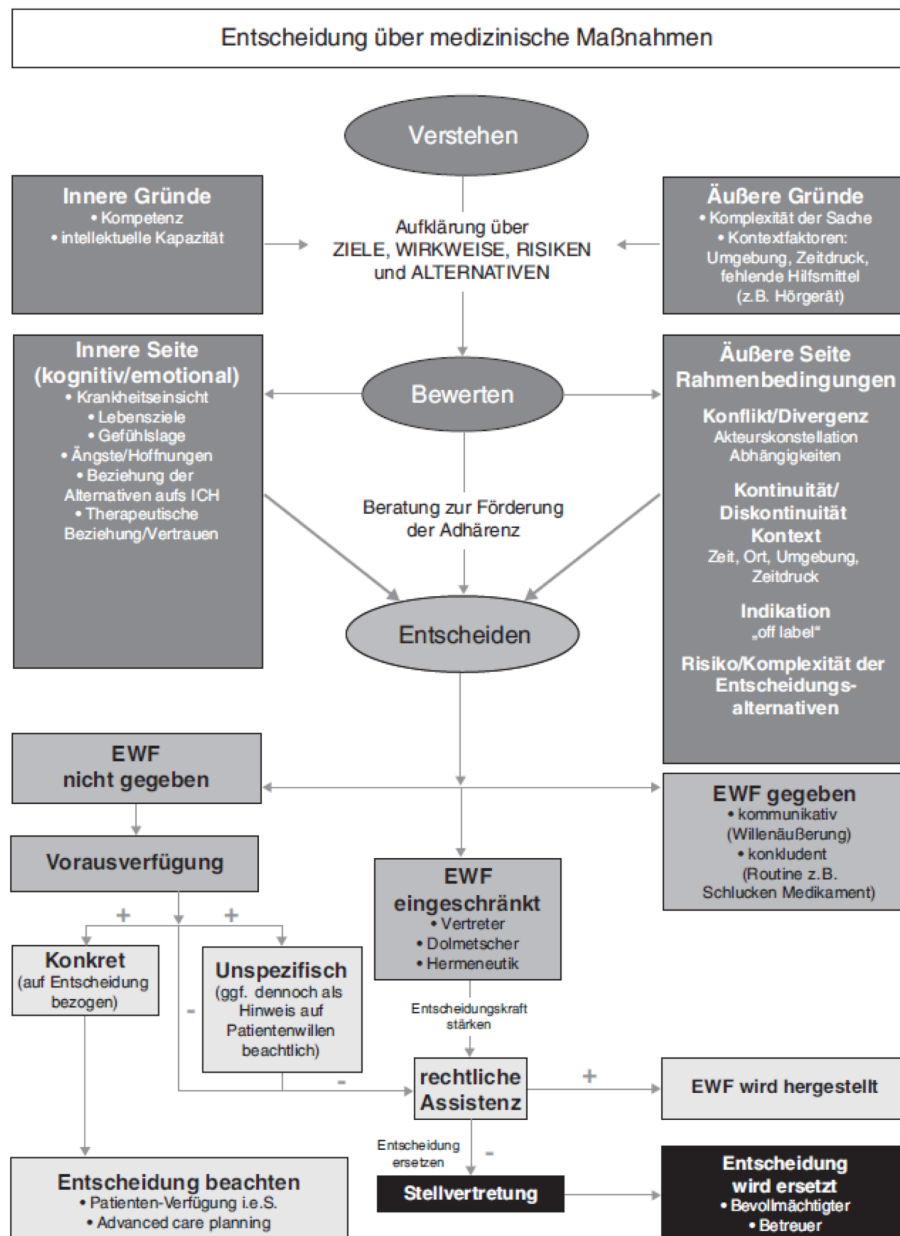 Entscheidung über medizinische Maßnahmen
Verstehen
Innere Gründe
• Kompetenz
• intellektuelle Kapazität
Aufklärung über
ZIELE, WIRKWEISE, RISIKEN
und ALTERNATIVEN
Äußere Gründe
• Komplexität der Sache
• Kontextfaktoren:
Umgebung, Zeitdruck,
fehlende Hilfsmittel
(z.B. Hörgerät)
Innere Seite
(kognitiv/emotional)
• Krankheitseinsicht
• Lebensziele
• Gefühlslage
• Ängste/Hoffnungen
• Beziehung der
Alternativen aufs ICH
• Therapeutische
Beziehung/Vertrauen
Bewerten
Äußere Seite
Rahmenbedingungen
Konflikt/Divergenz
Akteurskonstellation
Abhängigkeiten
Kontinuität/
Diskontinuität
Kontext
Zeit, Ort, Umgebung,
Zeitdruck
Indikation
„off label“
Risiko/Komplexität der
Entscheidungs-
alternativen
Beratung zur Förderung
der Adhärenz
Entscheiden
EWF
nicht gegeben
EWF gegeben
• kommunikativ
(Willenäußerung)
• konkludent
(Routine z.B.
Schlucken Medikament)
Vorausverfügung
EWF
eingeschränkt
• Vertreter
• Dolmetscher
• Hermeneutik
+
+
Konkret
(auf Entscheidung
bezogen)
-
Unspezifisch
(ggf. dennoch als
Hinweis auf
Patientenwillen
beachtlich)
-
Entscheidungskraft
stärken
rechtliche
Assistenz
+
EWF wird hergestellt
Entscheidung
ersetzen
-
Entscheidung beachten
• Patienten-Verfügung i.e.S.
• Advanced care planning
Stellvertretung
Entscheidung
wird ersetzt
• Bevollmächtigter
• Betreuer